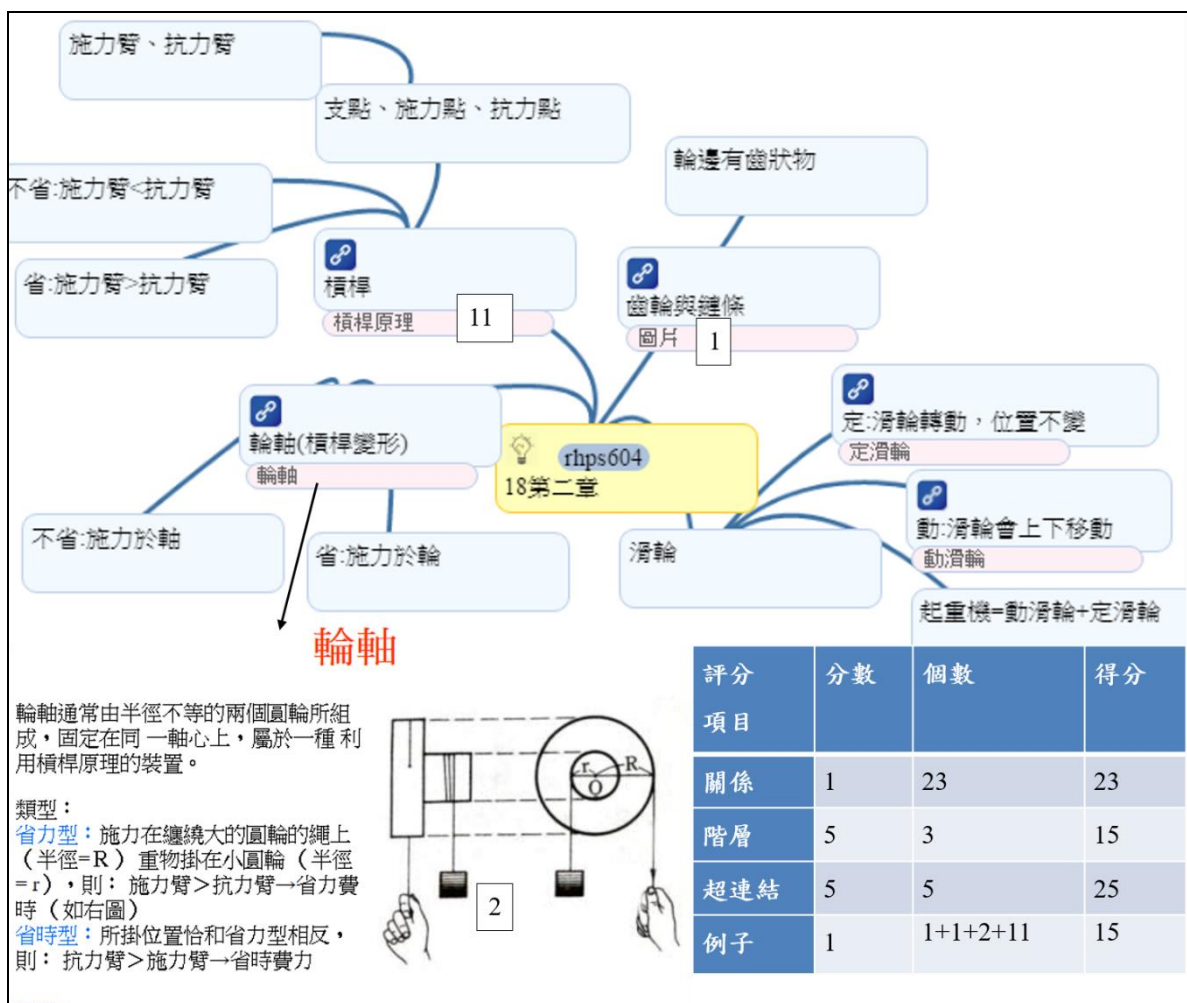 施力臂、抗力臂
支點、施力點、抗力點
輪邊有齒狀物
不省:施力臂<抗力臂
省:施力臂>抗力臂
槓桿
槓桿原理
11
齒輪與鏈條
圖片
1
輪軸(槓桿變形)
輪軸
rhps604
18第二章
定:滑輪轉動，位置不變
定滑輪
動:滑輪會上下移動
動滑輪
不省:施力於軸
省:施力於輪
滑輪
起重機=動滑輪+定滑輪
輪軸
輪軸通常由半徑不等的兩個圓輪所組
成，固定在同 一軸心上，屬於一種 利
用槓桿原理的裝置。
類型：
省力型：施力在纏繞大的圓輪的繩上
（半徑=R ） 重物掛在小圓輪（半徑
= r），則： 施力臂＞抗力臂→省力費
時（如右圖）
省時型：所掛位置恰和省力型相反，
則： 抗力臂＞施力臂→省時費力
r R
O
2
評分項目 分數 個數 得分
關係 1 23 23
階層 5 3 15
超連結 5 5 25
例子 1 1+1+2+11 15